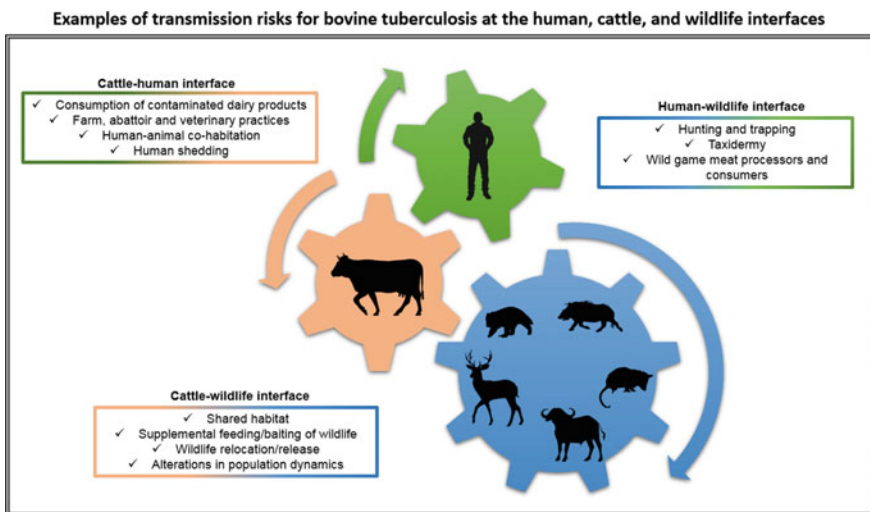 Examples of transmission risks for bovine tuberculosis at the human, cattle, and wildlife interfaces
Cattle-human interface
✓ Consumption of contaminated dairy products
✓ Farm, abattoir and veterinary practices
✓ Human-animal co-habitation
✓ Human shedding
Human-wildlife interface
✓ Hunting and trapping
✓ Taxidermy
✓ Wild game meat processors and
consumers
Cattle-wildlife interface
✓ Shared habitat
✓ Supplemental feeding/baiting of wildlife
✓ Wildlife relocation/release
✓ Alterations in population dynamics